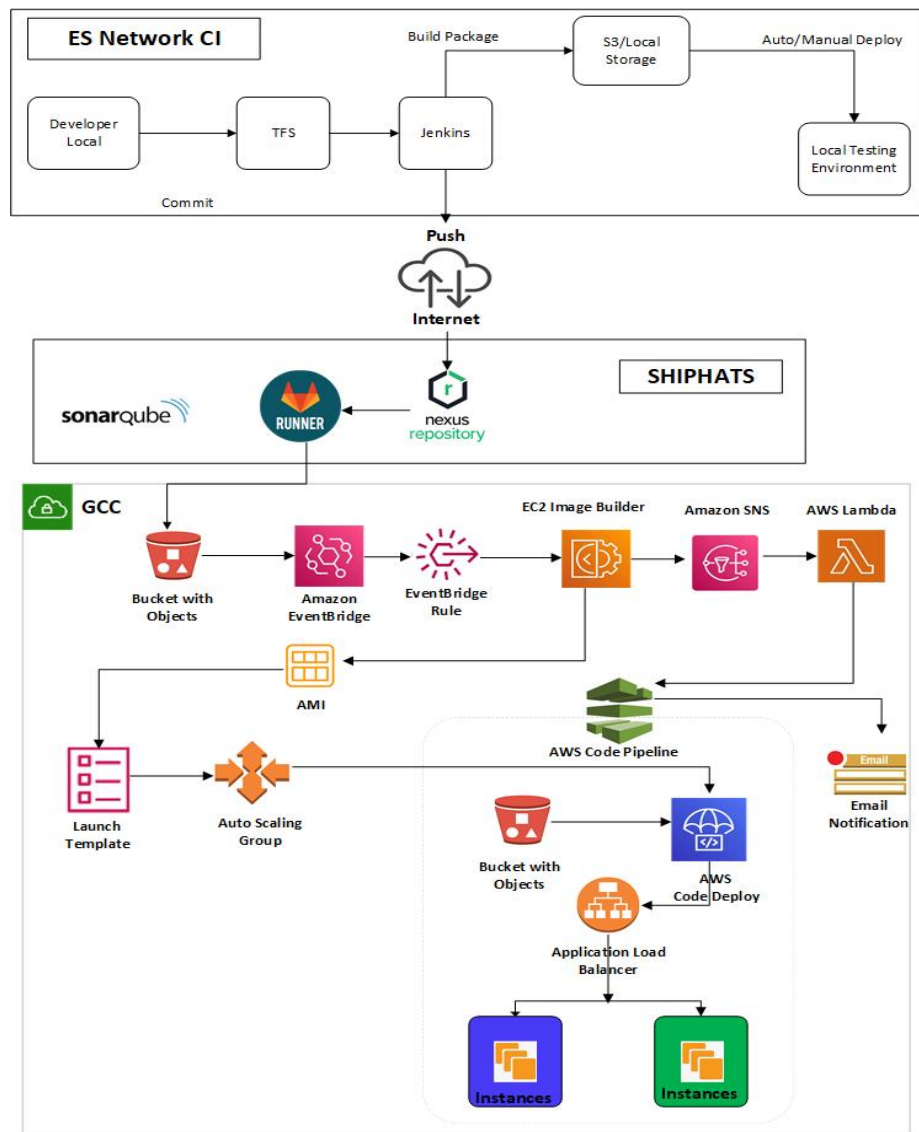 ES Network CI
Build Package
S3/Local
Storage
Auto/Manual Deploy
Developer
Local
TFS
Jenkins
Local Testing
Environment
Commit
Push
Internet
SHIPHATS
sonarqube
RUNNER
r
nexus
repository
GCC
EC2 Image Builder
Amazon SNS
AWS Lambda
Bucket with
Objects
Amazon
EventBridge
EventBridge
Rule
AMI
AWS Code Pipeline
Email
Email
Notification
Launch
Template
Auto Scaling
Group
Bucket with
Objects
AWS
Code Deploy
Application Load
Balancer
Instances
Instances